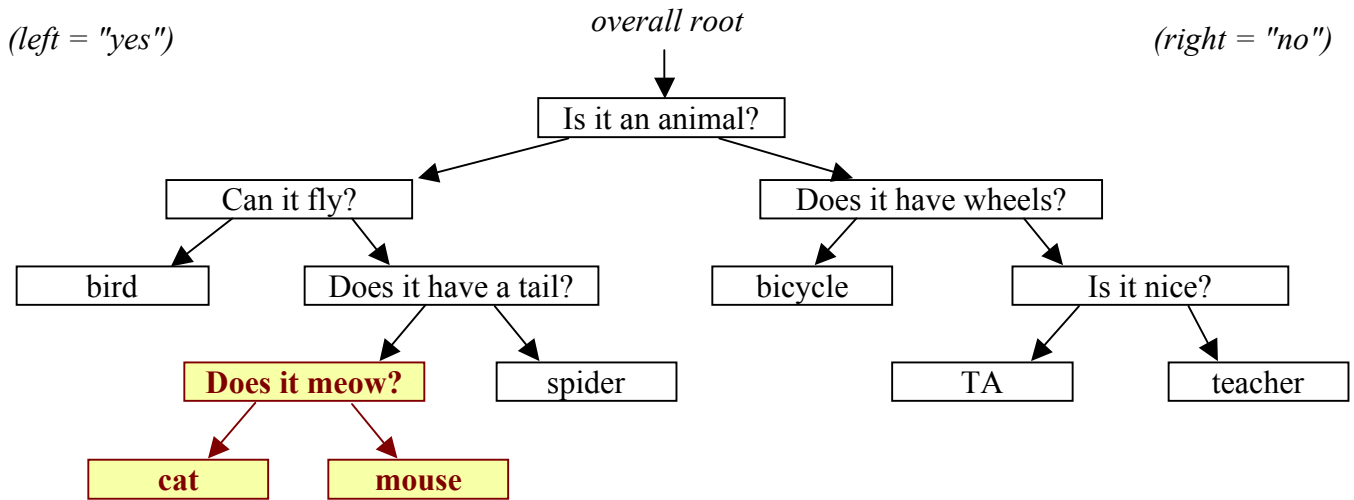 (left = "yes")
overall root
(right = "no")
Is it an animal?
Can it fly?
Does it have wheels?
bird
Does it have a tail?
bicycle
Is it nice?
Does it meow?
spider
TA
teacher
cat
mouse